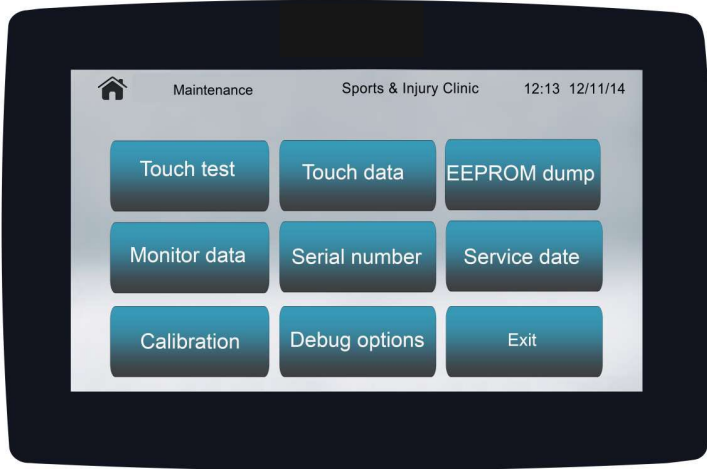 Maintenance Sports & Injury Clinic 12:13 12/11/14
Touch test Touch data EEPROM dump
Monitor data Serial number Service date
Calibration Debug options Exit